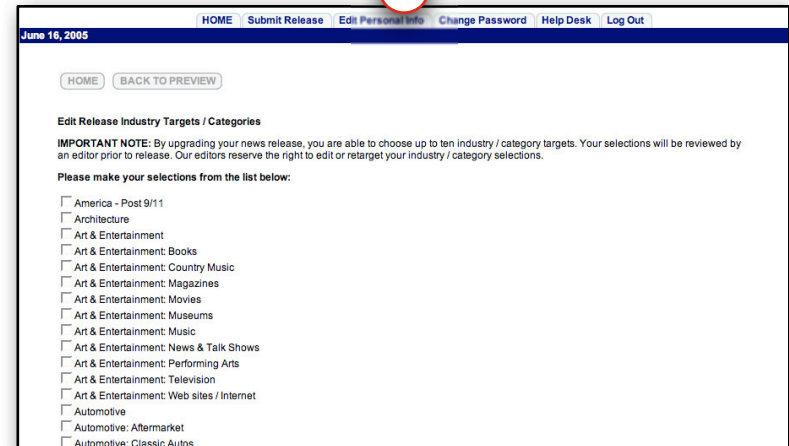 HOME Submit Release Edit Personal Info Change Password Help Desk Log Out
June 16, 2005
HOME BACK TO PREVIEW
Edit Release Industry Targets / Categories
IMPORTANT NOTE: By upgrading your news release, you are able to choose up to ten industry / category targets. Your selections will be reviewed by
an editor prior to release. Our editors reserve the right to edit or retarget your industry / category selections.
Please make your selections from the list below:
America - Post 9/11
Architecture
Art & Entertainment
Art & Entertainment: Books
Art & Entertainment: Country Music
Art & Entertainment: Magazines
Art & Entertainment: Movies
Art & Entertainment: Museums
Art & Entertainment: Music
Art & Entertainment: News & Talk Shows
Art & Entertainment: Performing Arts
Art & Entertainment: Television
Art & Entertainment: Web sites / Internet
Automotive
Automotive: Aftermarket
Automotive: Classic Autos